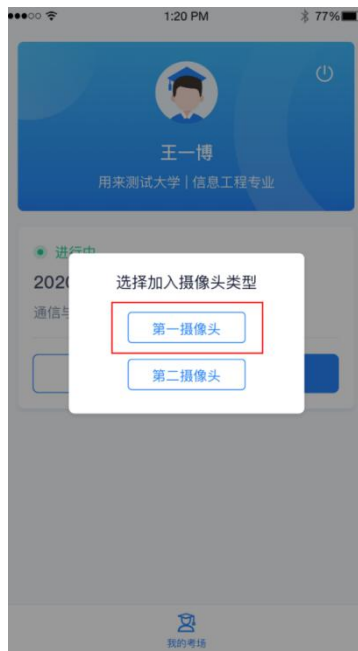 1:20 PM
77%
王一博
用来测试大学 | 信息工程专业
进行中
2020
选择加入摄像头类型
通信与
第一摄像头
第二摄像头
我的考场